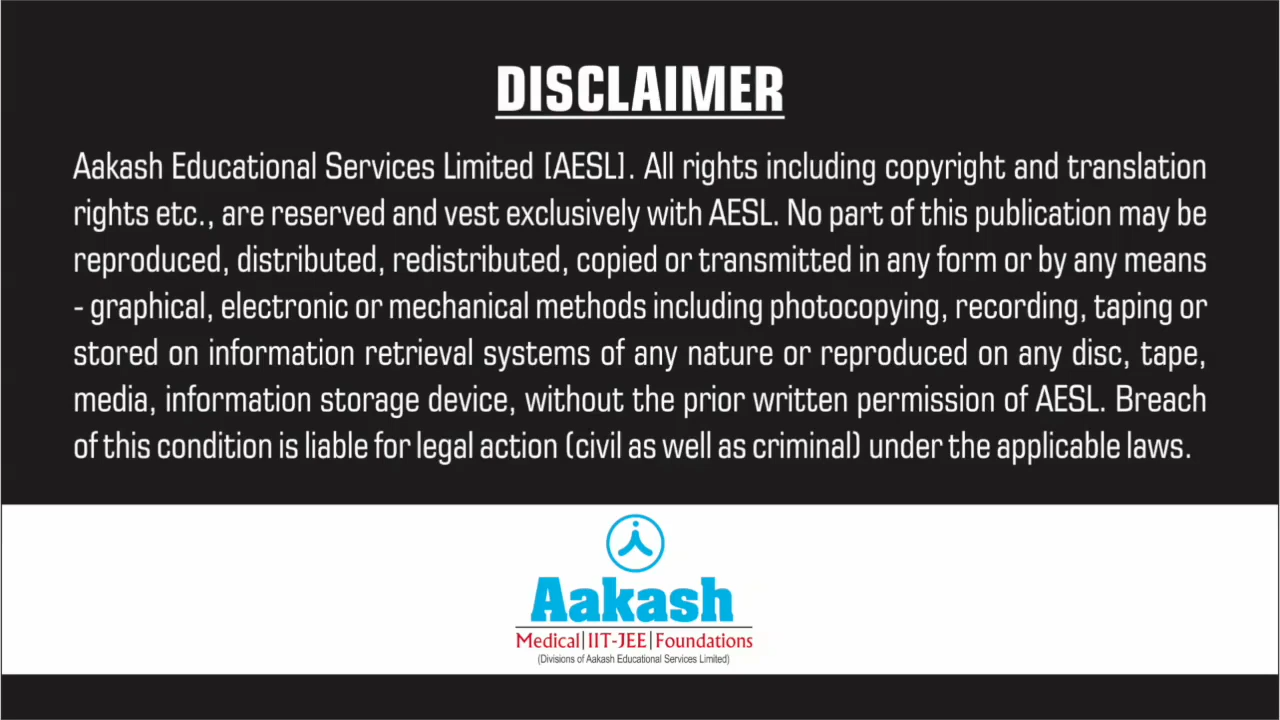 DISCLAIMER
Aakash Educational Services Limited [AESL]. All rights including copyright and translation
rights etc., are reserved and vest exclusively with AESL. No part of this publication may be
reproduced, distributed, redistributed, copied or transmitted in any form or by any means
- graphical, electronic or mechanical methods including photocopying, recording, taping or
stored on information retrieval systems of any nature or reproduced on any disc, tape,
media, information storage device, without the prior written permission of AESL. Breach
of this condition is liable for legal action (civil as well as criminal) under the applicable laws.
Aakash
Medical|IIT-JEE|Foundations
(Divisions of Aakash Educational Services Limited)